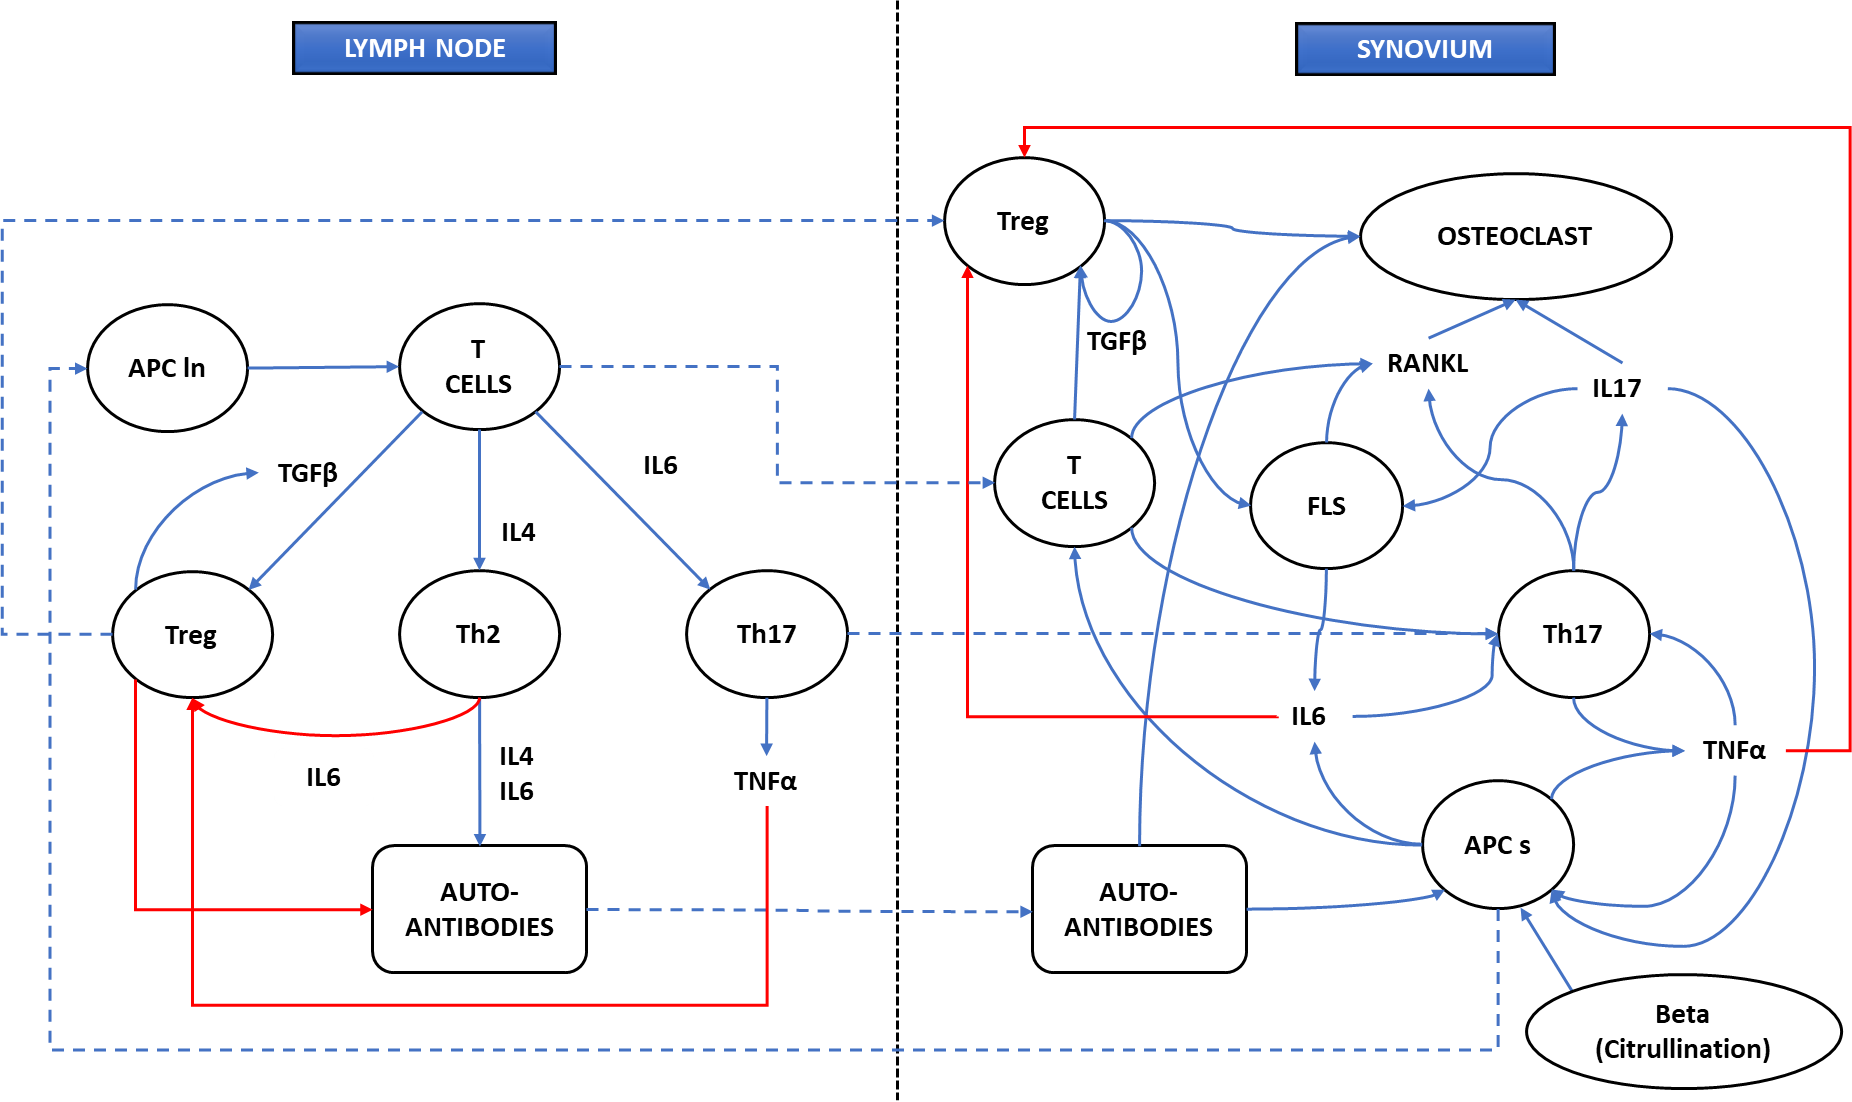 LYMPH NODE
SYNOVIUM
Treg
OSTEOCLAST
APC ln
T
CELLS
TGFβ
RANKL
IL17
TGFβ
IL6
IL4
T
CELLS
FLS
Treg
Th2
Th17
Th17
IL6
IL4
IL6
TNFα
IL6
TNFα
APC s
AUTO-
ANTIBODIES
AUTO-
ANTIBODIES
Beta
(Citrullination)